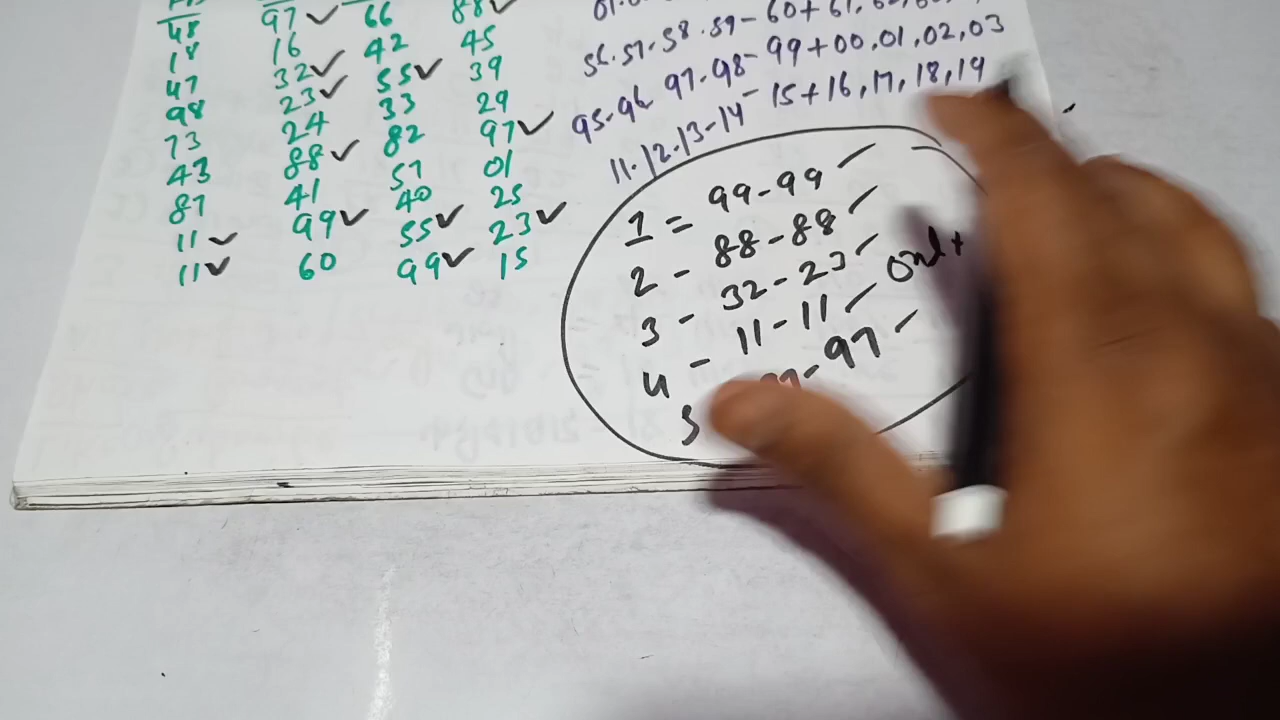 97 66 88
48 16 42 45
18 32 55 39
47 23 33 29
98 24 82 97
73 88 57 01
43 41 40 25
87 99 55 23
11 60 99 15
11
56.57.58.59-60+61,
95-96 97-98-99+00,01,02,03
11.12.13-14-15+16,17,18,19
1 = 99-99
2 - 88-88
3 - 32-23
4 - 11-11
5 97